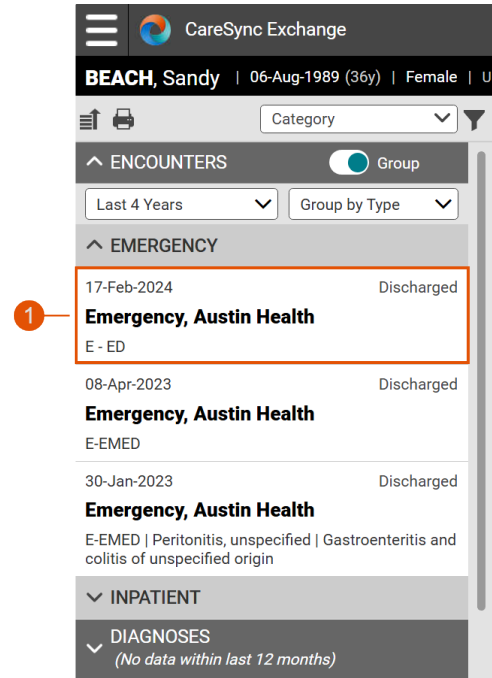 CareSync Exchange
BEACH, Sandy | 06-Aug-1989 (36y) | Female | U
Category
ENCOUNTERS Group
Last 4 Years Group by Type
EMERGENCY
17-Feb-2024 Discharged
1
Emergency, Austin Health
E - ED
08-Apr-2023 Discharged
Emergency, Austin Health
E-EMED
30-Jan-2023 Discharged
Emergency, Austin Health
E-EMED | Peritonitis, unspecified | Gastroenteritis and
colitis of unspecified origin
INPATIENT
DIAGNOSES
(No data within last 12 months)